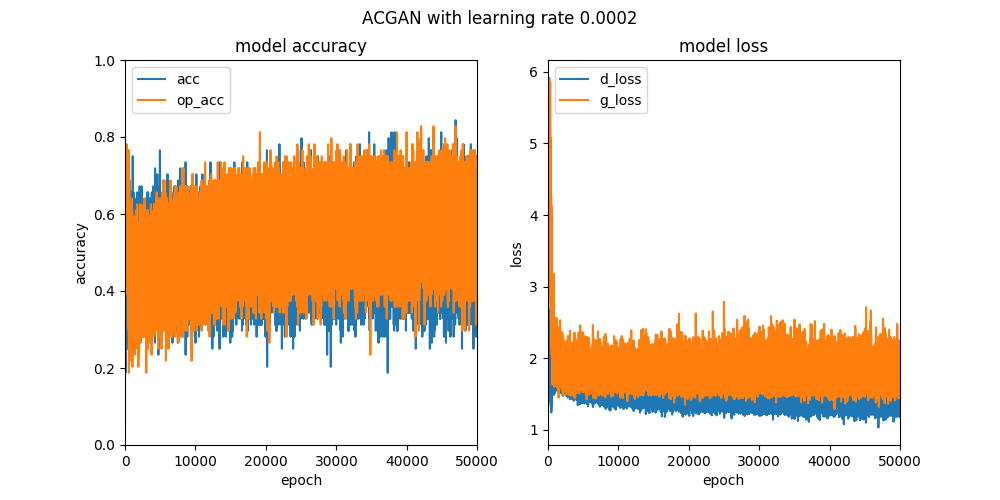 ACGAN with learning rate 0.0002
model accuracy
acc
op_acc
accuracy
1.0
0.8
0.6
0.4
0.2
0.0
0
10000
20000
30000
40000
50000
epoch
model loss
d_loss
g_loss
loss
6
5
4
3
2
1
0
10000
20000
30000
40000
50000
epoch